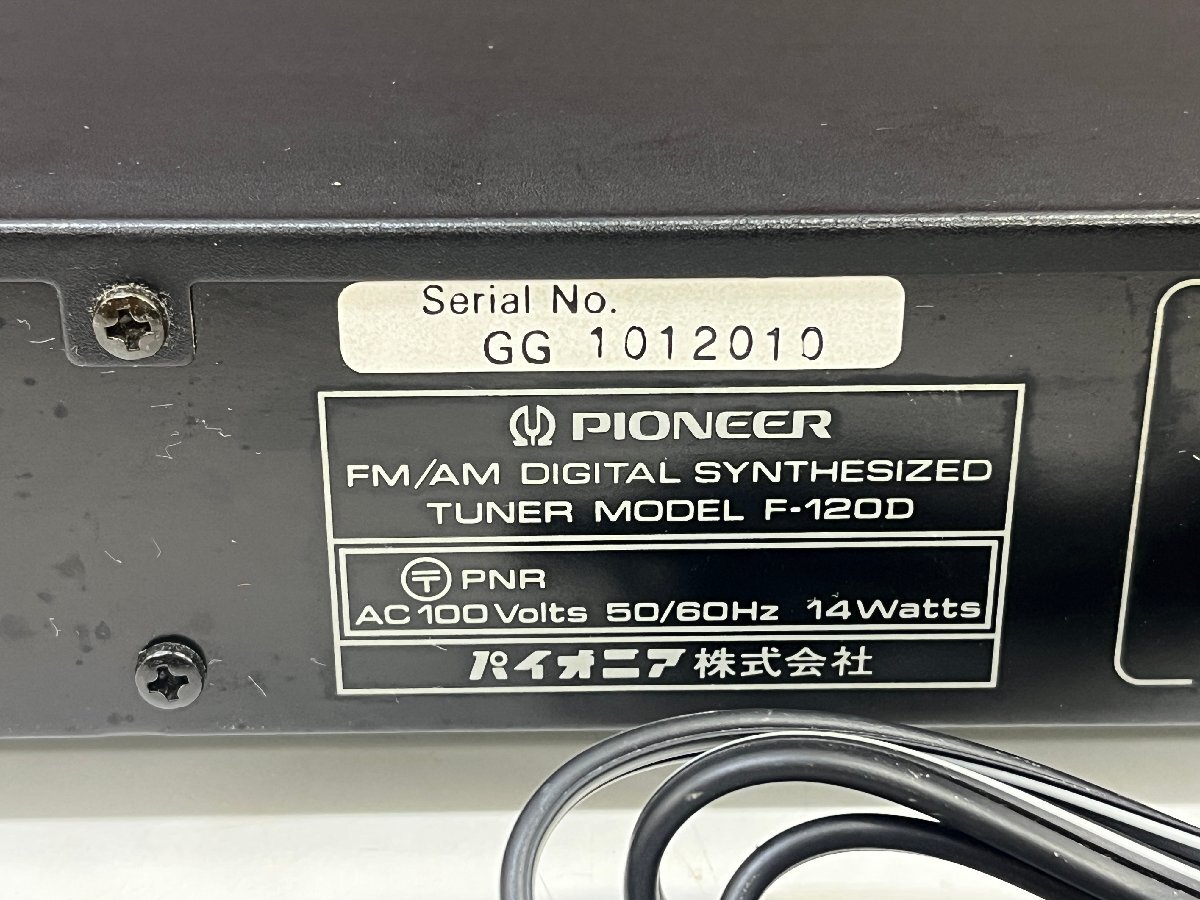 Serial No.
GG 1012010
PIONEER
FM/AM DIGITAL SYNTHESIZED
TUNER MODEL F-120D
〒 PNR
AC 100 Volts 50/60Hz 14 Watts
パイオニア株式会社